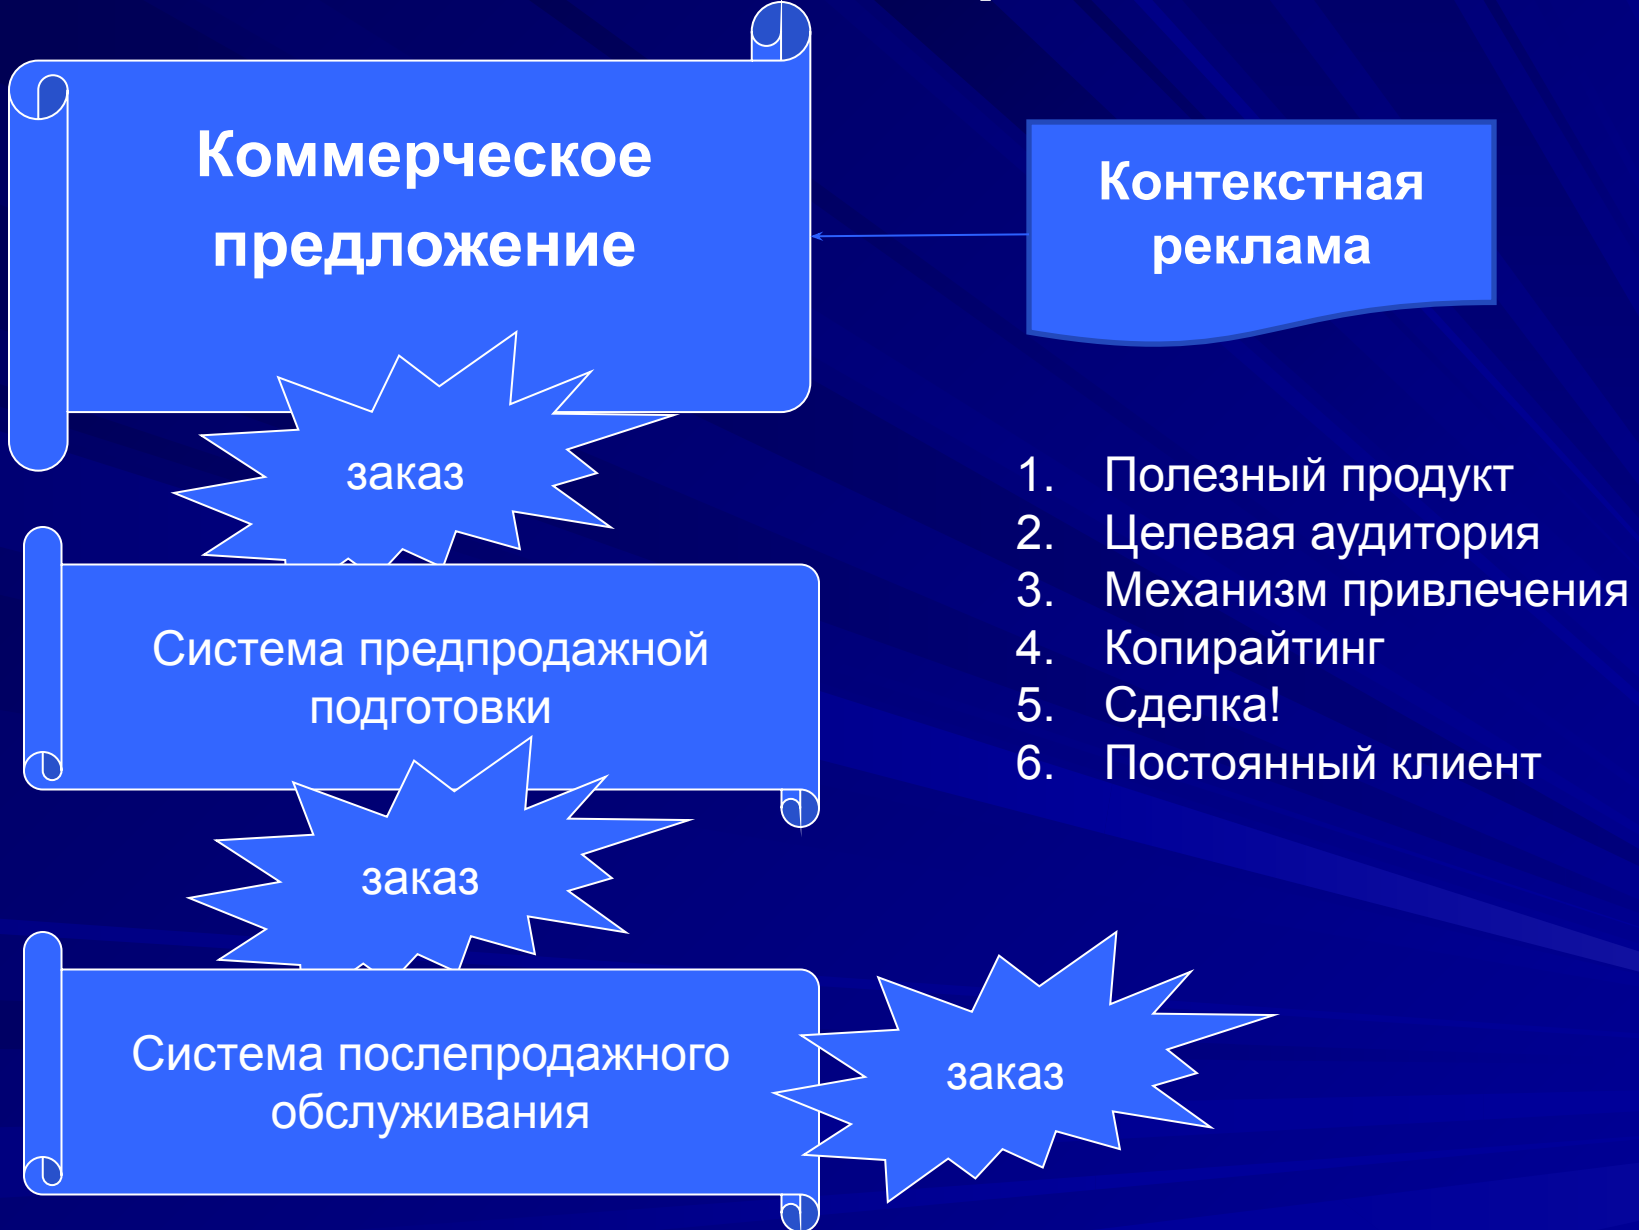 Коммерческое
предложение
Контекстная
реклама
заказ
1. Полезный продукт
2. Целевая аудитория
3. Механизм привлечения
4. Копирайтинг
5. Сделка!
6. Постоянный клиент
Система предпродажной
подготовки
заказ
Система послепродажного
обслуживания
заказ